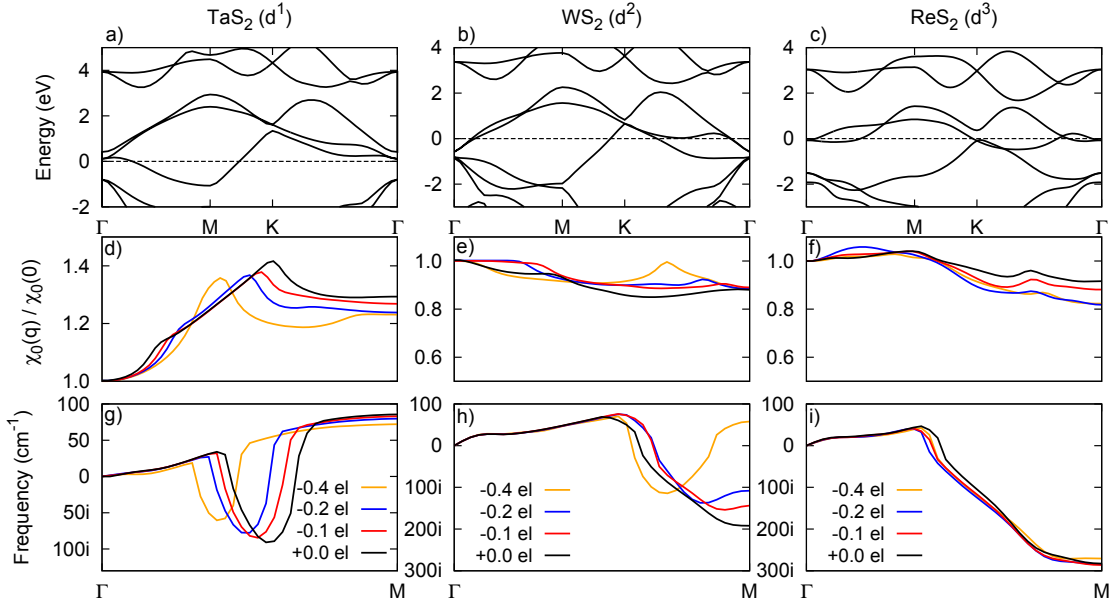 TaS₂ (d¹) WS₂ (d²) ReS₂ (d³)
a) b) c)
Energy (eV)
4 4 4
2 2 2
0 0 0
-2 -2 -2
Γ M K Γ Γ M K Γ Γ M K Γ
d) e) f)
χ₀(q) / χ₀(0)
1.4 1.0 1.0
1.2 0.8 0.8
1.0 0.6 0.6
g) h) i)
Frequency (cm⁻¹)
100 100 100
50 0 0
0 100i 100i
50i 200i 200i
100i 300i 300i
-0.4 el -0.4 el -0.4 el
-0.2 el -0.2 el -0.2 el
-0.1 el -0.1 el -0.1 el
+0.0 el +0.0 el +0.0 el
Γ M Γ M Γ M